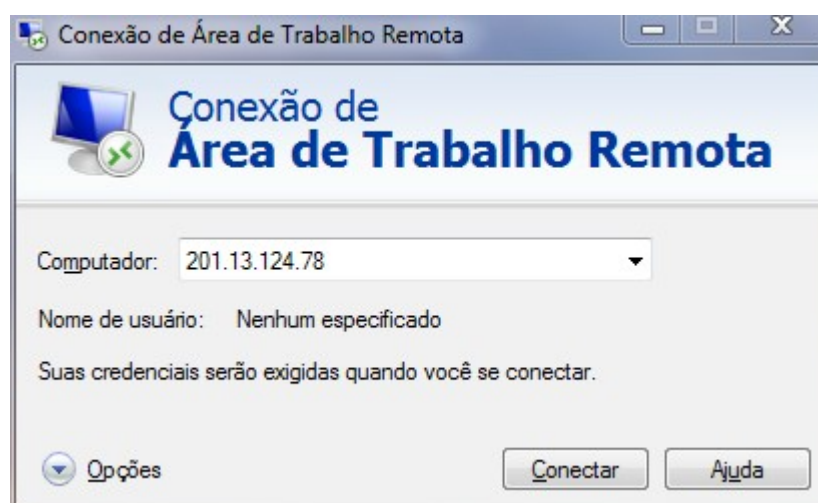 Conexão de Área de Trabalho Remota
Conexão de
Área de Trabalho Remota
Computador: 201.13.124.78
Nome de usuário: Nenhum especificado
Suas credenciais serão exigidas quando você se conectar.
Opções Conectar Ajuda